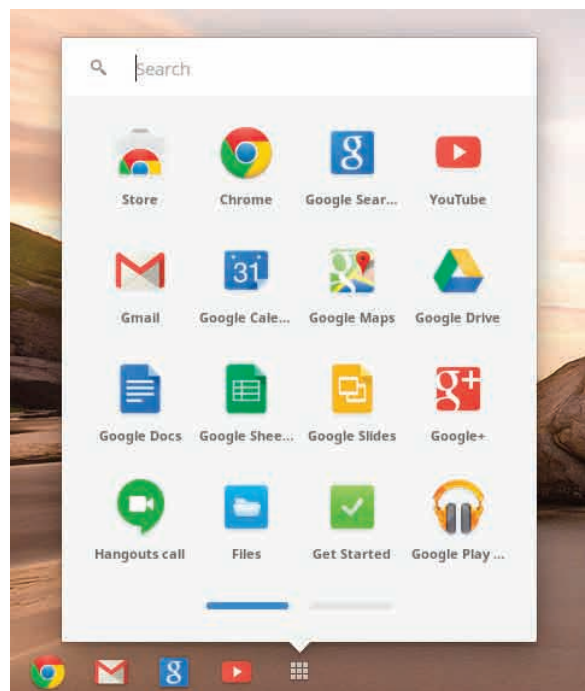 Search
Store Chrome Google Sear... YouTube
31
Gmail Google Cale... Google Maps Google Drive
g+
Google Docs Google Shee... Google Slides Google+
Hangouts call Files Get Started Google Play ...